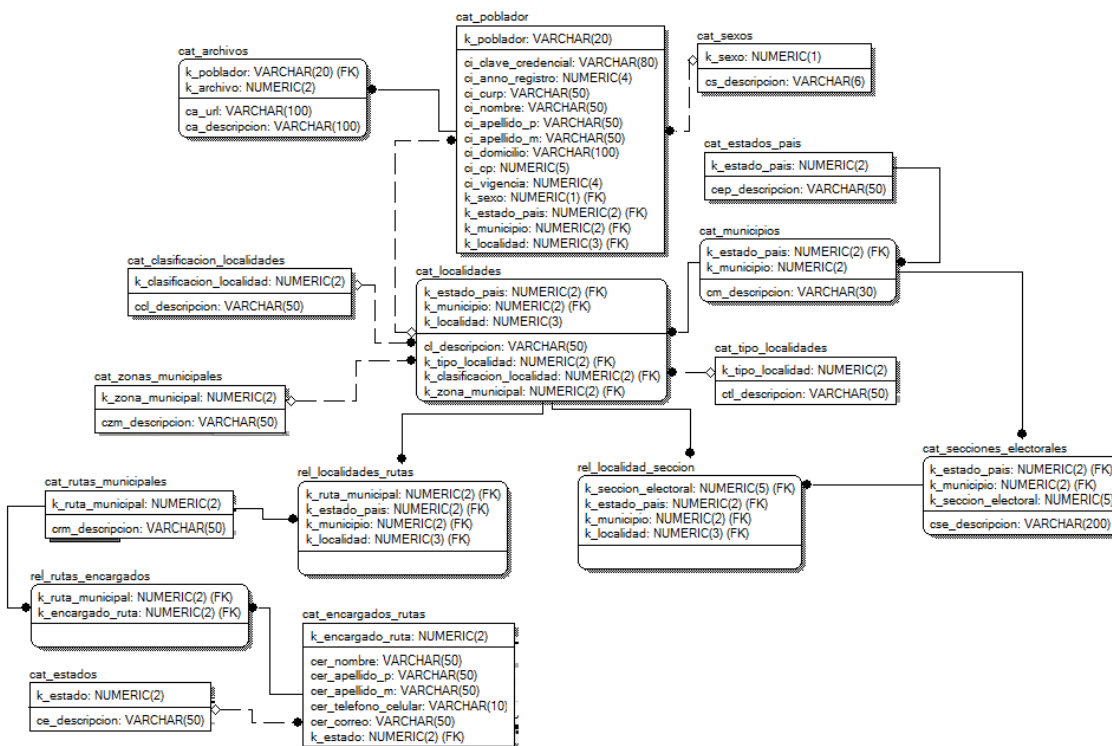 cat_poblador
k_poblador: VARCHAR(20)
ci_clave_credencial: VARCHAR(80)
ci_anno_registro: NUMERIC(4)
ci_curp: VARCHAR(50)
ci_nombre: VARCHAR(50)
ci_apellido_p: VARCHAR(50)
ci_apellido_m: VARCHAR(50)
ci_domicilio: VARCHAR(100)
ci_cp: NUMERIC(5)
ci_vigencia: NUMERIC(4)
k_sexo: NUMERIC(1) (FK)
k_estado_pais: NUMERIC(2) (FK)
k_municipio: NUMERIC(2) (FK)
k_localidad: NUMERIC(3) (FK)
cat_archivos
k_poblador: VARCHAR(20) (FK)
k_archivo: NUMERIC(2)
ca_url: VARCHAR(100)
ca_descripcion: VARCHAR(100)
cat_sexos
k_sexo: NUMERIC(1)
cs_descripcion: VARCHAR(6)
cat_estados_pais
k_estado_pais: NUMERIC(2)
cep_descripcion: VARCHAR(50)
cat_municipios
k_estado_pais: NUMERIC(2) (FK)
k_municipio: NUMERIC(2)
cm_descripcion: VARCHAR(30)
cat_clasificacion_localidades
k_clasificacion_localidad: NUMERIC(2)
ccl_descripcion: VARCHAR(50)
cat_localidades
k_estado_pais: NUMERIC(2) (FK)
k_municipio: NUMERIC(2) (FK)
k_localidad: NUMERIC(3)
cl_descripcion: VARCHAR(50)
k_tipo_localidad: NUMERIC(2) (FK)
k_clasificacion_localidad: NUMERIC(2) (FK)
k_zona_municipal: NUMERIC(2) (FK)
cat_tipo_localidades
k_tipo_localidad: NUMERIC(2)
ctl_descripcion: VARCHAR(50)
cat_zonas_municipales
k_zona_municipal: NUMERIC(2)
czm_descripcion: VARCHAR(50)
cat_secciones_electorales
k_estado_pais: NUMERIC(2) (FK)
k_municipio: NUMERIC(2) (FK)
k_seccion_electoral: NUMERIC(5)
cse_descripcion: VARCHAR(200)
rel_localidades_rutas
k_ruta_municipal: NUMERIC(2) (FK)
k_estado_pais: NUMERIC(2) (FK)
k_municipio: NUMERIC(2) (FK)
k_localidad: NUMERIC(3) (FK)
rel_localidad_seccion
k_seccion_electoral: NUMERIC(5) (FK)
k_estado_pais: NUMERIC(2) (FK)
k_municipio: NUMERIC(2) (FK)
k_localidad: NUMERIC(3) (FK)
cat_rutas_municipales
k_ruta_municipal: NUMERIC(2)
crm_descripcion: VARCHAR(50)
rel_rutas_encargados
k_ruta_municipal: NUMERIC(2) (FK)
k_encargado_ruta: NUMERIC(2) (FK)
cat_encargados_rutas
k_encargado_ruta: NUMERIC(2)
cer_nombre: VARCHAR(50)
cer_apellido_p: VARCHAR(50)
cer_apellido_m: VARCHAR(50)
cer_telefono_celular: VARCHAR(10)
cer_correo: VARCHAR(50)
k_estado: NUMERIC(2) (FK)
cat_estados
k_estado: NUMERIC(2)
ce_descripcion: VARCHAR(50)